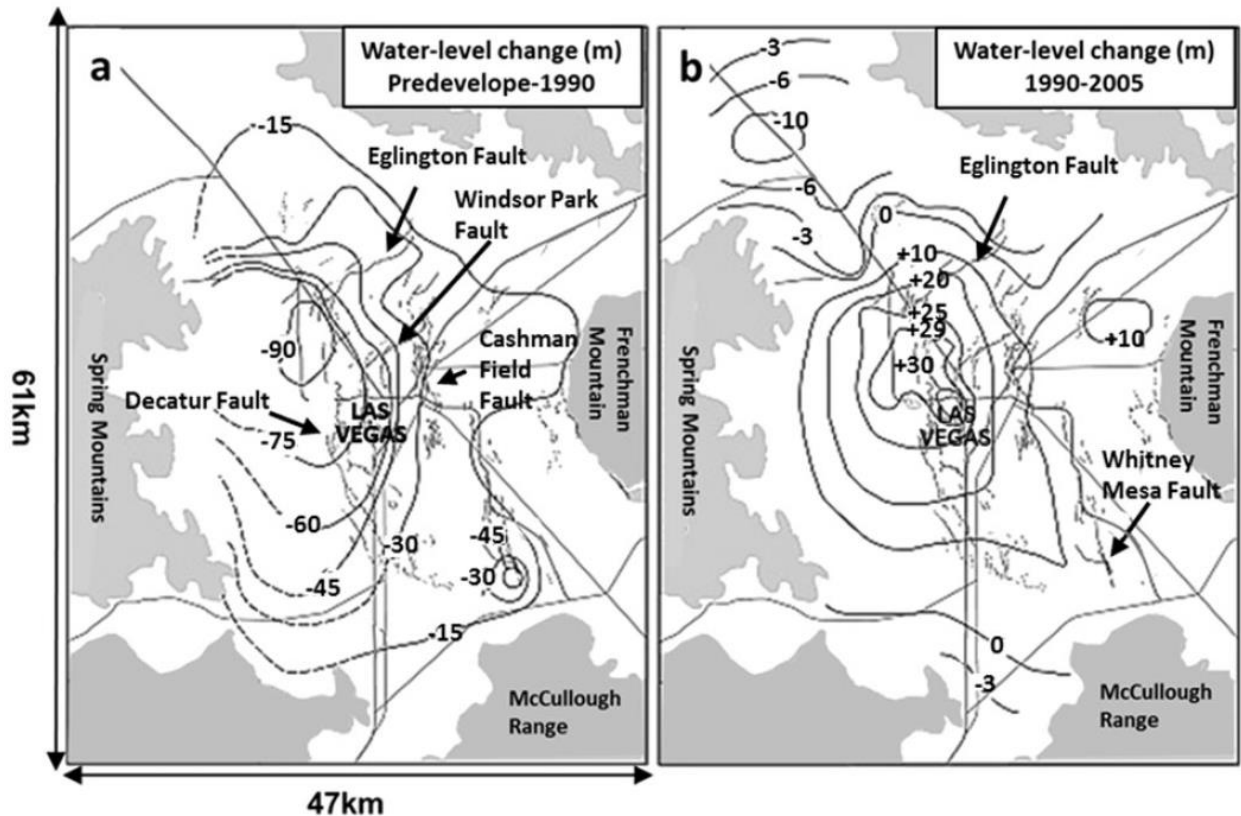 a
Water-level change (m)
Predevelope-1990
-15
Eglington Fault
Windsor Park
Fault
-90
Cashman
Field
Fault
Frenchman
Mountain
Spring Mountains
Decatur Fault
LAS
VEGAS
-75
-60
-30
-45
-45
-30
-15
McCullough
Range
61km
47km
b
Water-level change (m)
1990-2005
-3
-6
-10
-6
Eglington Fault
0
-3
+10
+20
+25
+29
+10
+30
Frenchman
Mountain
Spring Mountains
LAS
VEGAS
Whitney
Mesa Fault
0
-3
McCullough
Range